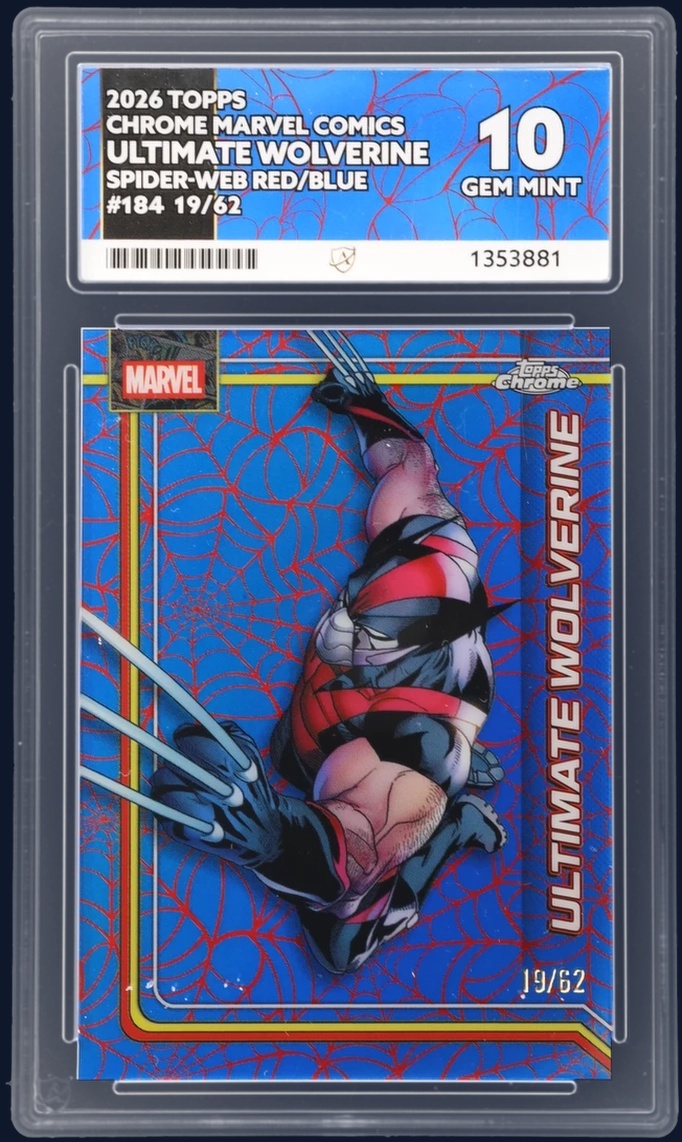 2026 TOPPS
CHROME MARVEL COMICS
ULTIMATE WOLVERINE
SPIDER-WEB RED/BLUE
#184 19/62
10
GEM MINT
1353881
MARVEL
Topps
Chrome
ULTIMATE WOLVERINE
19/62